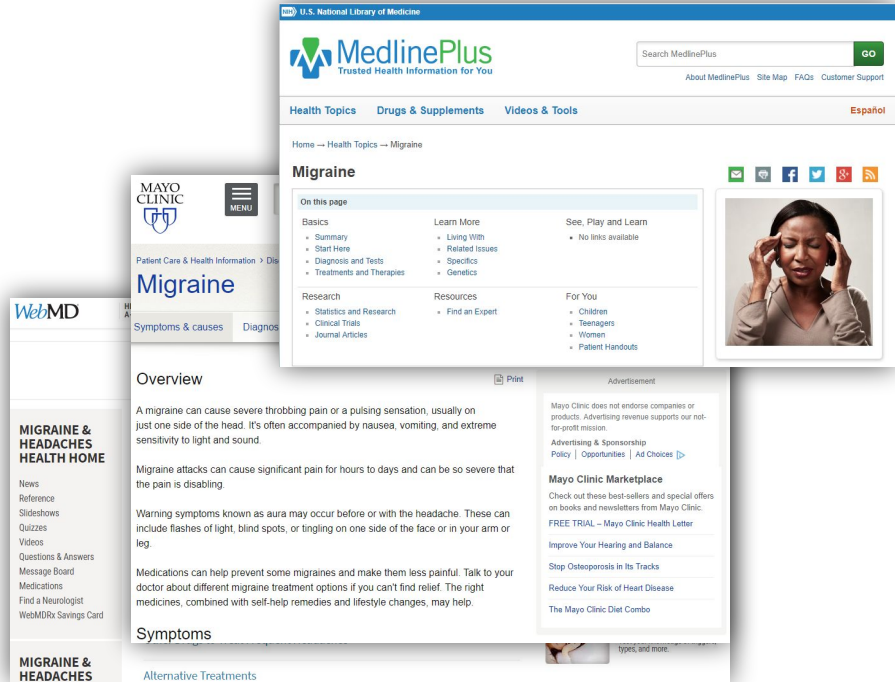 NIH U.S. National Library of Medicine
MedlinePlus
Trusted Health Information for You
Search MedlinePlus
GO
About MedlinePlus Site Map FAQs Customer Support
Health Topics Drugs & Supplements Videos & Tools
Español
Home → Health Topics → Migraine
Migraine
On this page
Basics
Summary
Start Here
Diagnosis and Tests
Treatments and Therapies
Learn More
Living With
Related Issues
Specifics
Genetics
See, Play and Learn
No links available
Research
Statistics and Research
Clinical Trials
Journal Articles
Resources
Find an Expert
For You
Children
Teenagers
Women
Patient Handouts
MAYO
CLINIC
MENU
Patient Care & Health Information > Dis
Migraine
Symptoms & causes
Diagnos
Overview
Print
A migraine can cause severe throbbing pain or a pulsing sensation, usually on
just one side of the head. It's often accompanied by nausea, vomiting, and extreme
sensitivity to light and sound.
Migraine attacks can cause significant pain for hours to days and can be so severe that
the pain is disabling.
Warning symptoms known as aura may occur before or with the headache. These can
include flashes of light, blind spots, or tingling on one side of the face or in your arm or
leg.
Medications can help prevent some migraines and make them less painful. Talk to your
doctor about different migraine treatment options if you can't find relief. The right
medicines, combined with self-help remedies and lifestyle changes, may help.
Symptoms
Advertisement
Mayo Clinic does not endorse companies or
products. Advertising revenue supports our not-
for-profit mission.
Advertising & Sponsorship
Policy | Opportunities | Ad Choices
Mayo Clinic Marketplace
Check out these best-sellers and special offers
on books and newsletters from Mayo Clinic.
FREE TRIAL – Mayo Clinic Health Letter
Improve Your Hearing and Balance
Stop Osteoporosis in Its Tracks
Reduce Your Risk of Heart Disease
The Mayo Clinic Diet Combo
WebMD
MIGRAINE &
HEADACHES
HEALTH HOME
News
Reference
Slideshows
Quizzes
Videos
Questions & Answers
Message Board
Medications
Find a Neurologist
WebMDRx Savings Card
MIGRAINE &
HEADACHES
Alternative Treatments
types, and more.